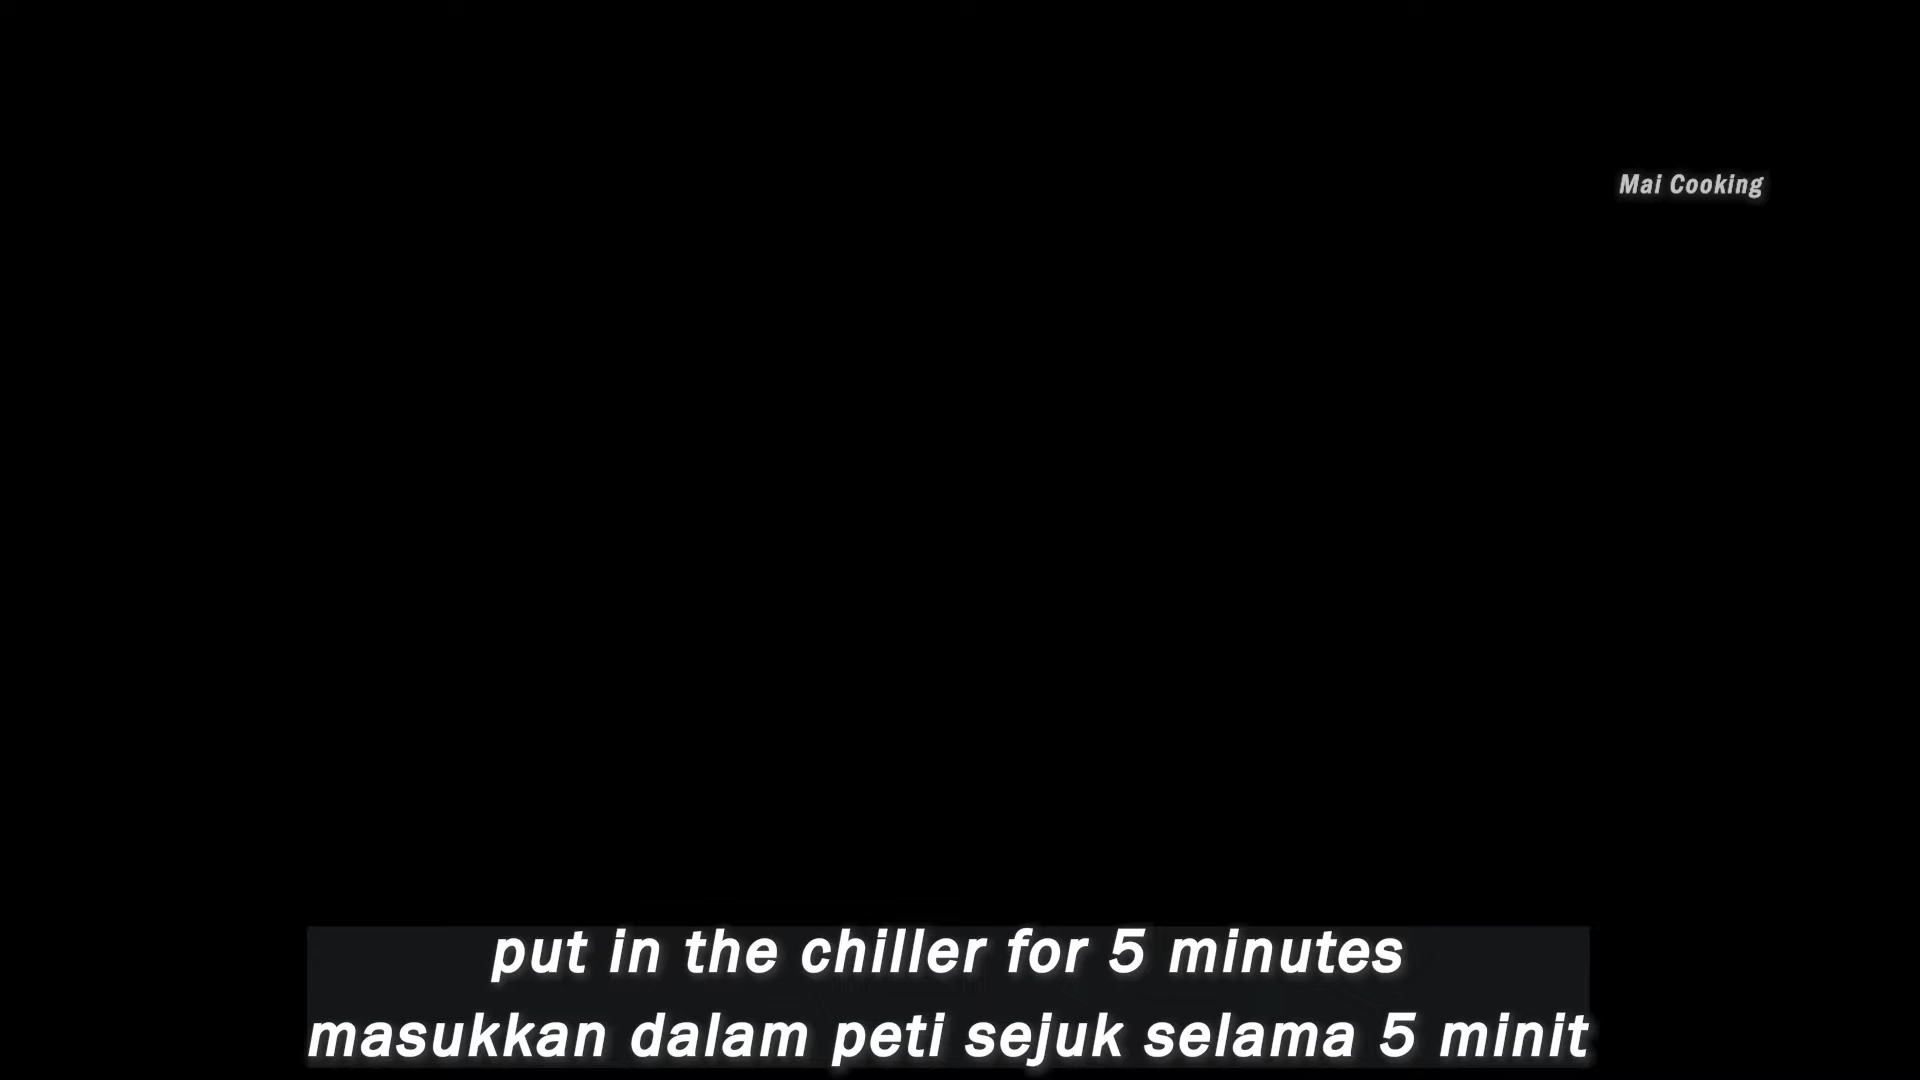 Mai Cooking
put in the chiller for 5 minutes
masukkan dalam peti sejuk selama 5 minit